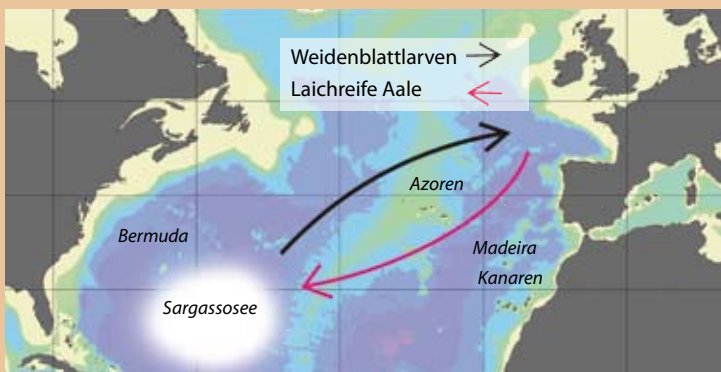 Weidenblattlarven
Laichreife Aale
Azoren
Bermuda
Madeira
Kanaren
Sargassosee